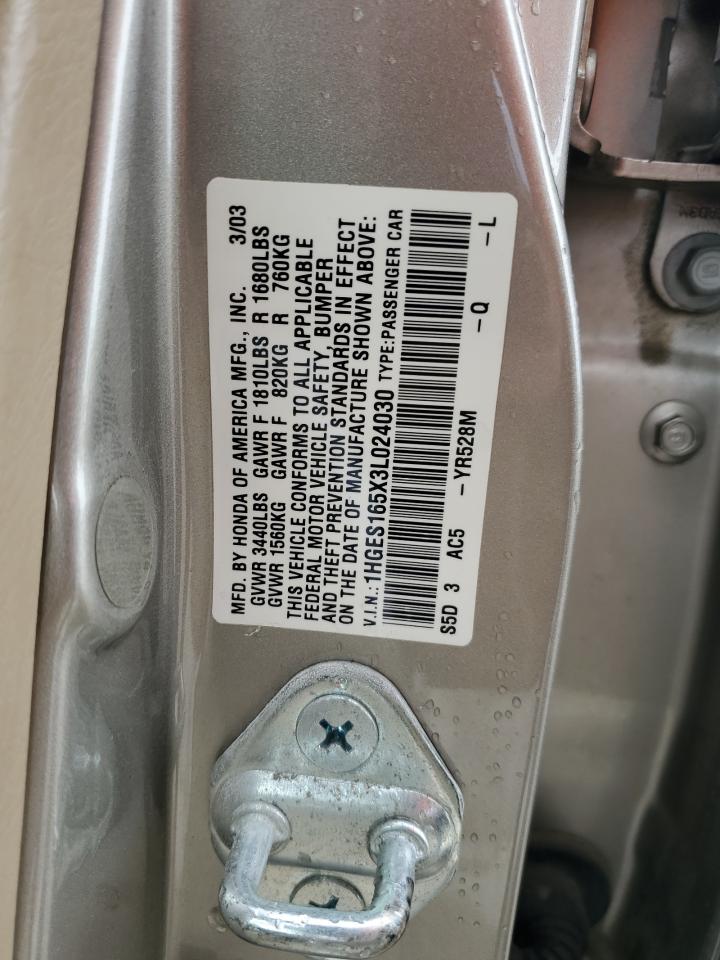 MFD. BY HONDA OF AMERICA MFG., INC. 3/03
GVWR 3440LBS GAWR F 1810LBS R 1680LBS
GVWR 1560KG GAWR F 820KG R 760KG
THIS VEHICLE CONFORMS TO ALL APPLICABLE
FEDERAL MOTOR VEHICLE SAFETY, BUMPER
AND THEFT PREVENTION STANDARDS IN EFFECT
ON THE DATE OF MANUFACTURE SHOWN ABOVE:
V.I.N.: 1HGES165X3L024030 TYPE:PASSENGER CAR
S5D 3 AC5 -YR528M -Q -L